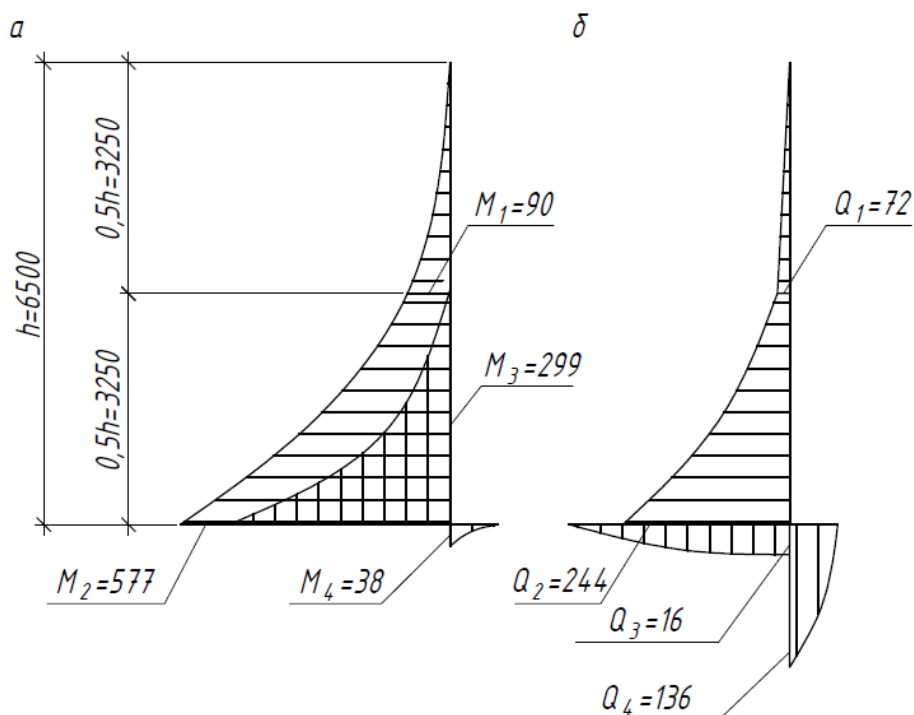 а
б
h=6500
0,5h=3250
0,5h=3250
M₁=90
Q₁=72
M₃=299
M₂=577
M₄=38
Q₂=244
Q₃=16
Q₄=136